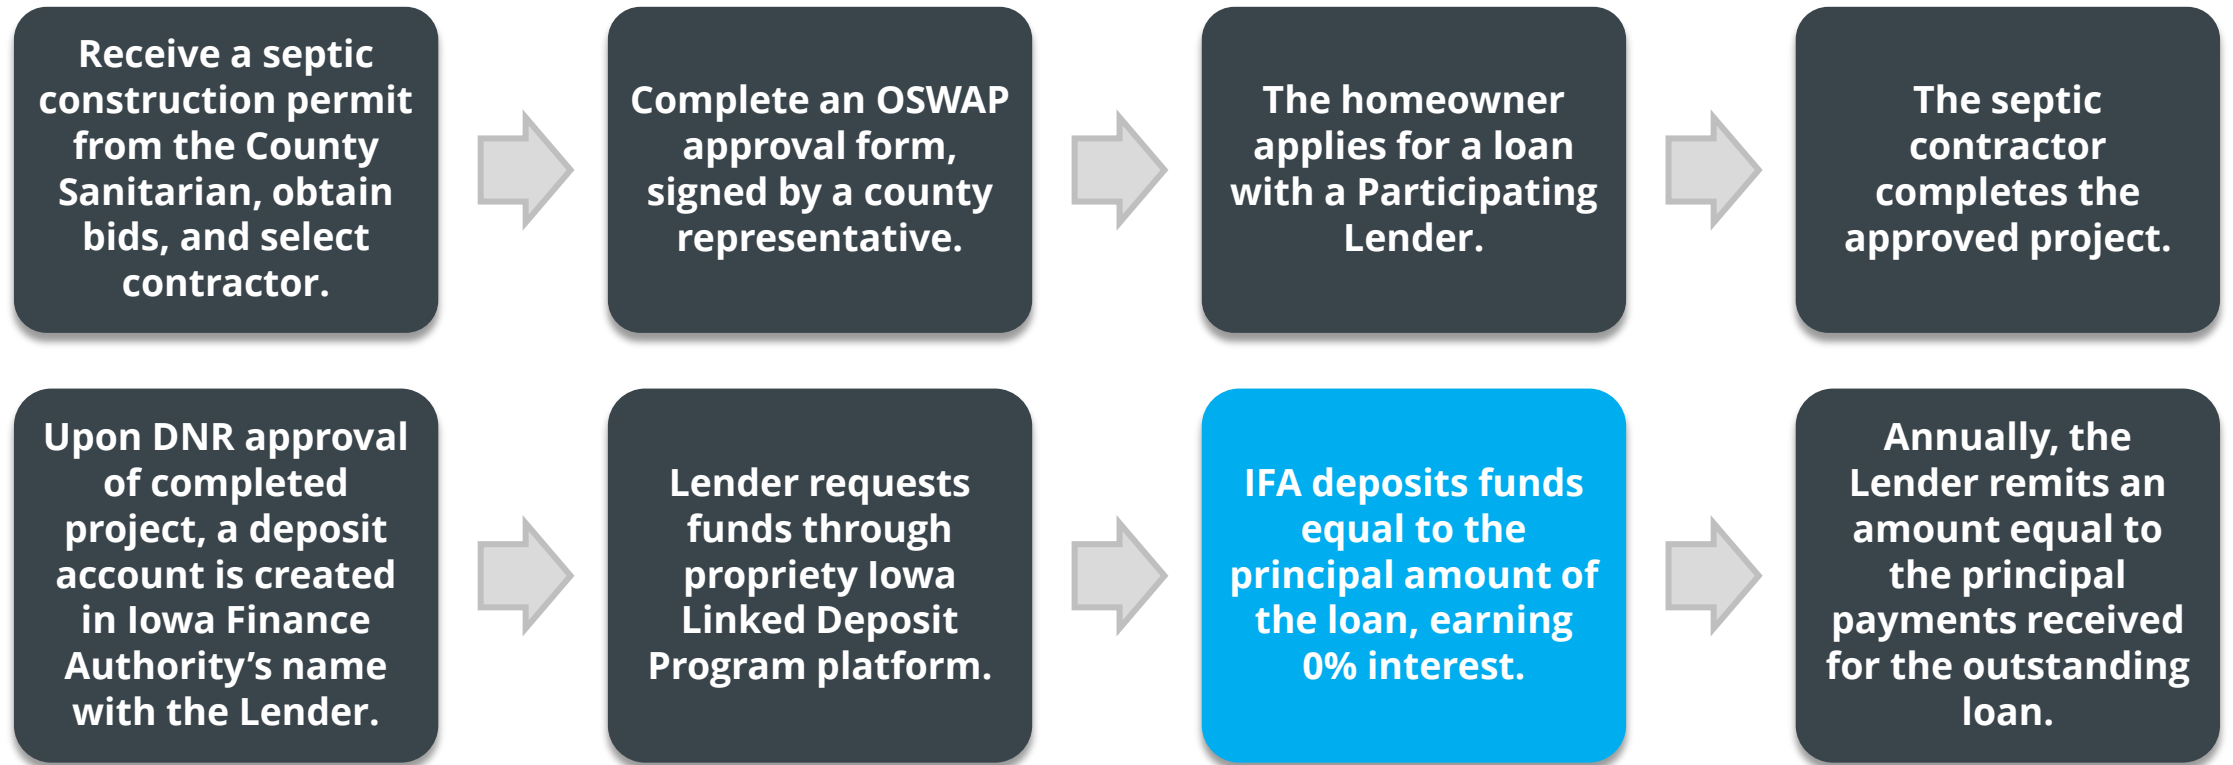 Receive a septic
construction permit
from the County
Sanitarian, obtain
bids, and select
contractor.
Complete an OSWAP
approval form,
signed by a county
representative.
The homeowner
applies for a loan
with a Participating
Lender.
The septic
contractor
completes the
approved project.
Upon DNR approval
of completed
project, a deposit
account is created
in Iowa Finance
Authority’s name
with the Lender.
Lender requests
funds through
propriety Iowa
Linked Deposit
Program platform.
IFA deposits funds
equal to the
principal amount of
the loan, earning
0% interest.
Annually, the
Lender remits an
amount equal to
the principal
payments received
for the outstanding
loan.